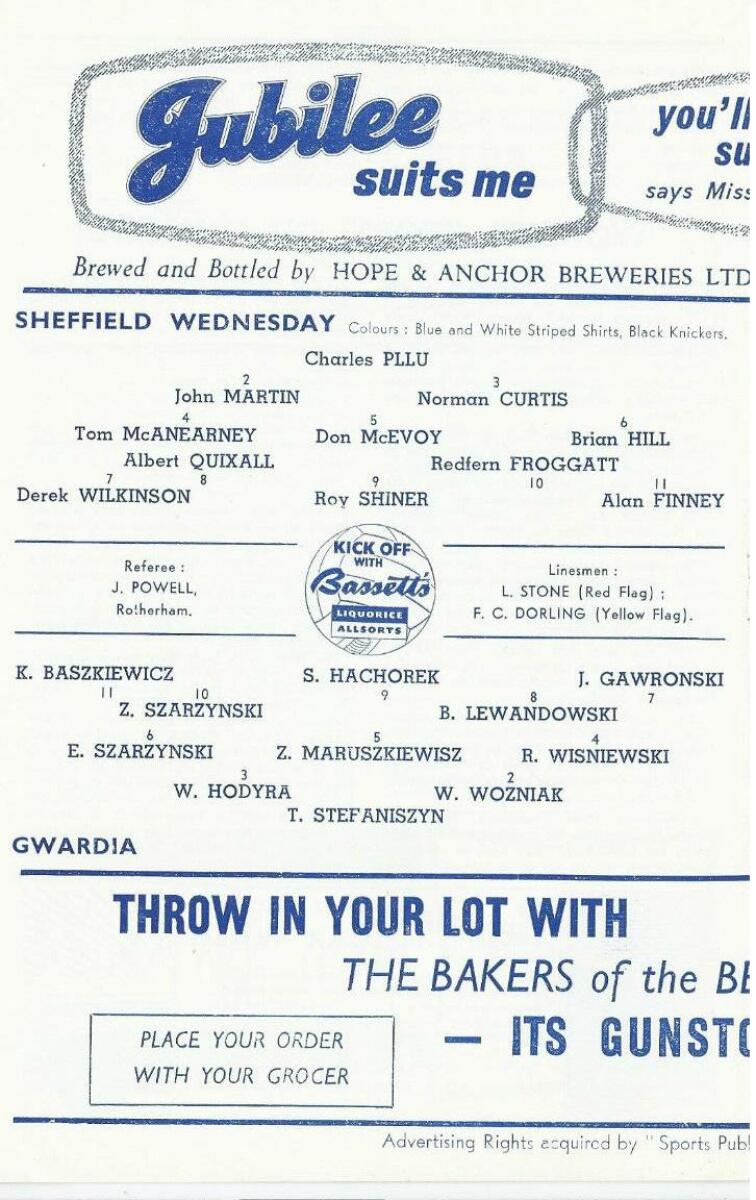 Jubilee
suits me
you'll
su
says Miss
Brewed and Bottled by HOPE & ANCHOR BREWERIES LTD
SHEFFIELD WEDNESDAY Colours : Blue and White Striped Shirts, Black Knickers.
Charles PLLU
2 3
John MARTIN Norman CURTIS
4 5 6
Tom McANEARNEY Don McEVOY Brian HILL
Albert QUIXALL Redfern FROGGATT
7 8 9 10 11
Derek WILKINSON Roy SHINER Alan FINNEY
Referee :
J. POWELL,
Rotherham.
KICK OFF
WITH
Bassett's
LIQUORICE
ALLSORTS
Linesmen :
L. STONE (Red Flag) ;
F. C. DORLING (Yellow Flag).
K. BASZKIEWICZ S. HACHOREK J. GAWRONSKI
11 10 9 8 7
Z. SZARZYNSKI B. LEWANDOWSKI
6 5 4
E. SZARZYNSKI Z. MARUSZKIEWISZ R. WISNIEWSKI
3 2
W. HODYRA W. WOZNIAK
T. STEFANISZYN
GWARDIA
THROW IN YOUR LOT WITH
THE BAKERS of the BE
— ITS GUNSTO
PLACE YOUR ORDER
WITH YOUR GROCER
Advertising Rights acquired by " Sports Publ